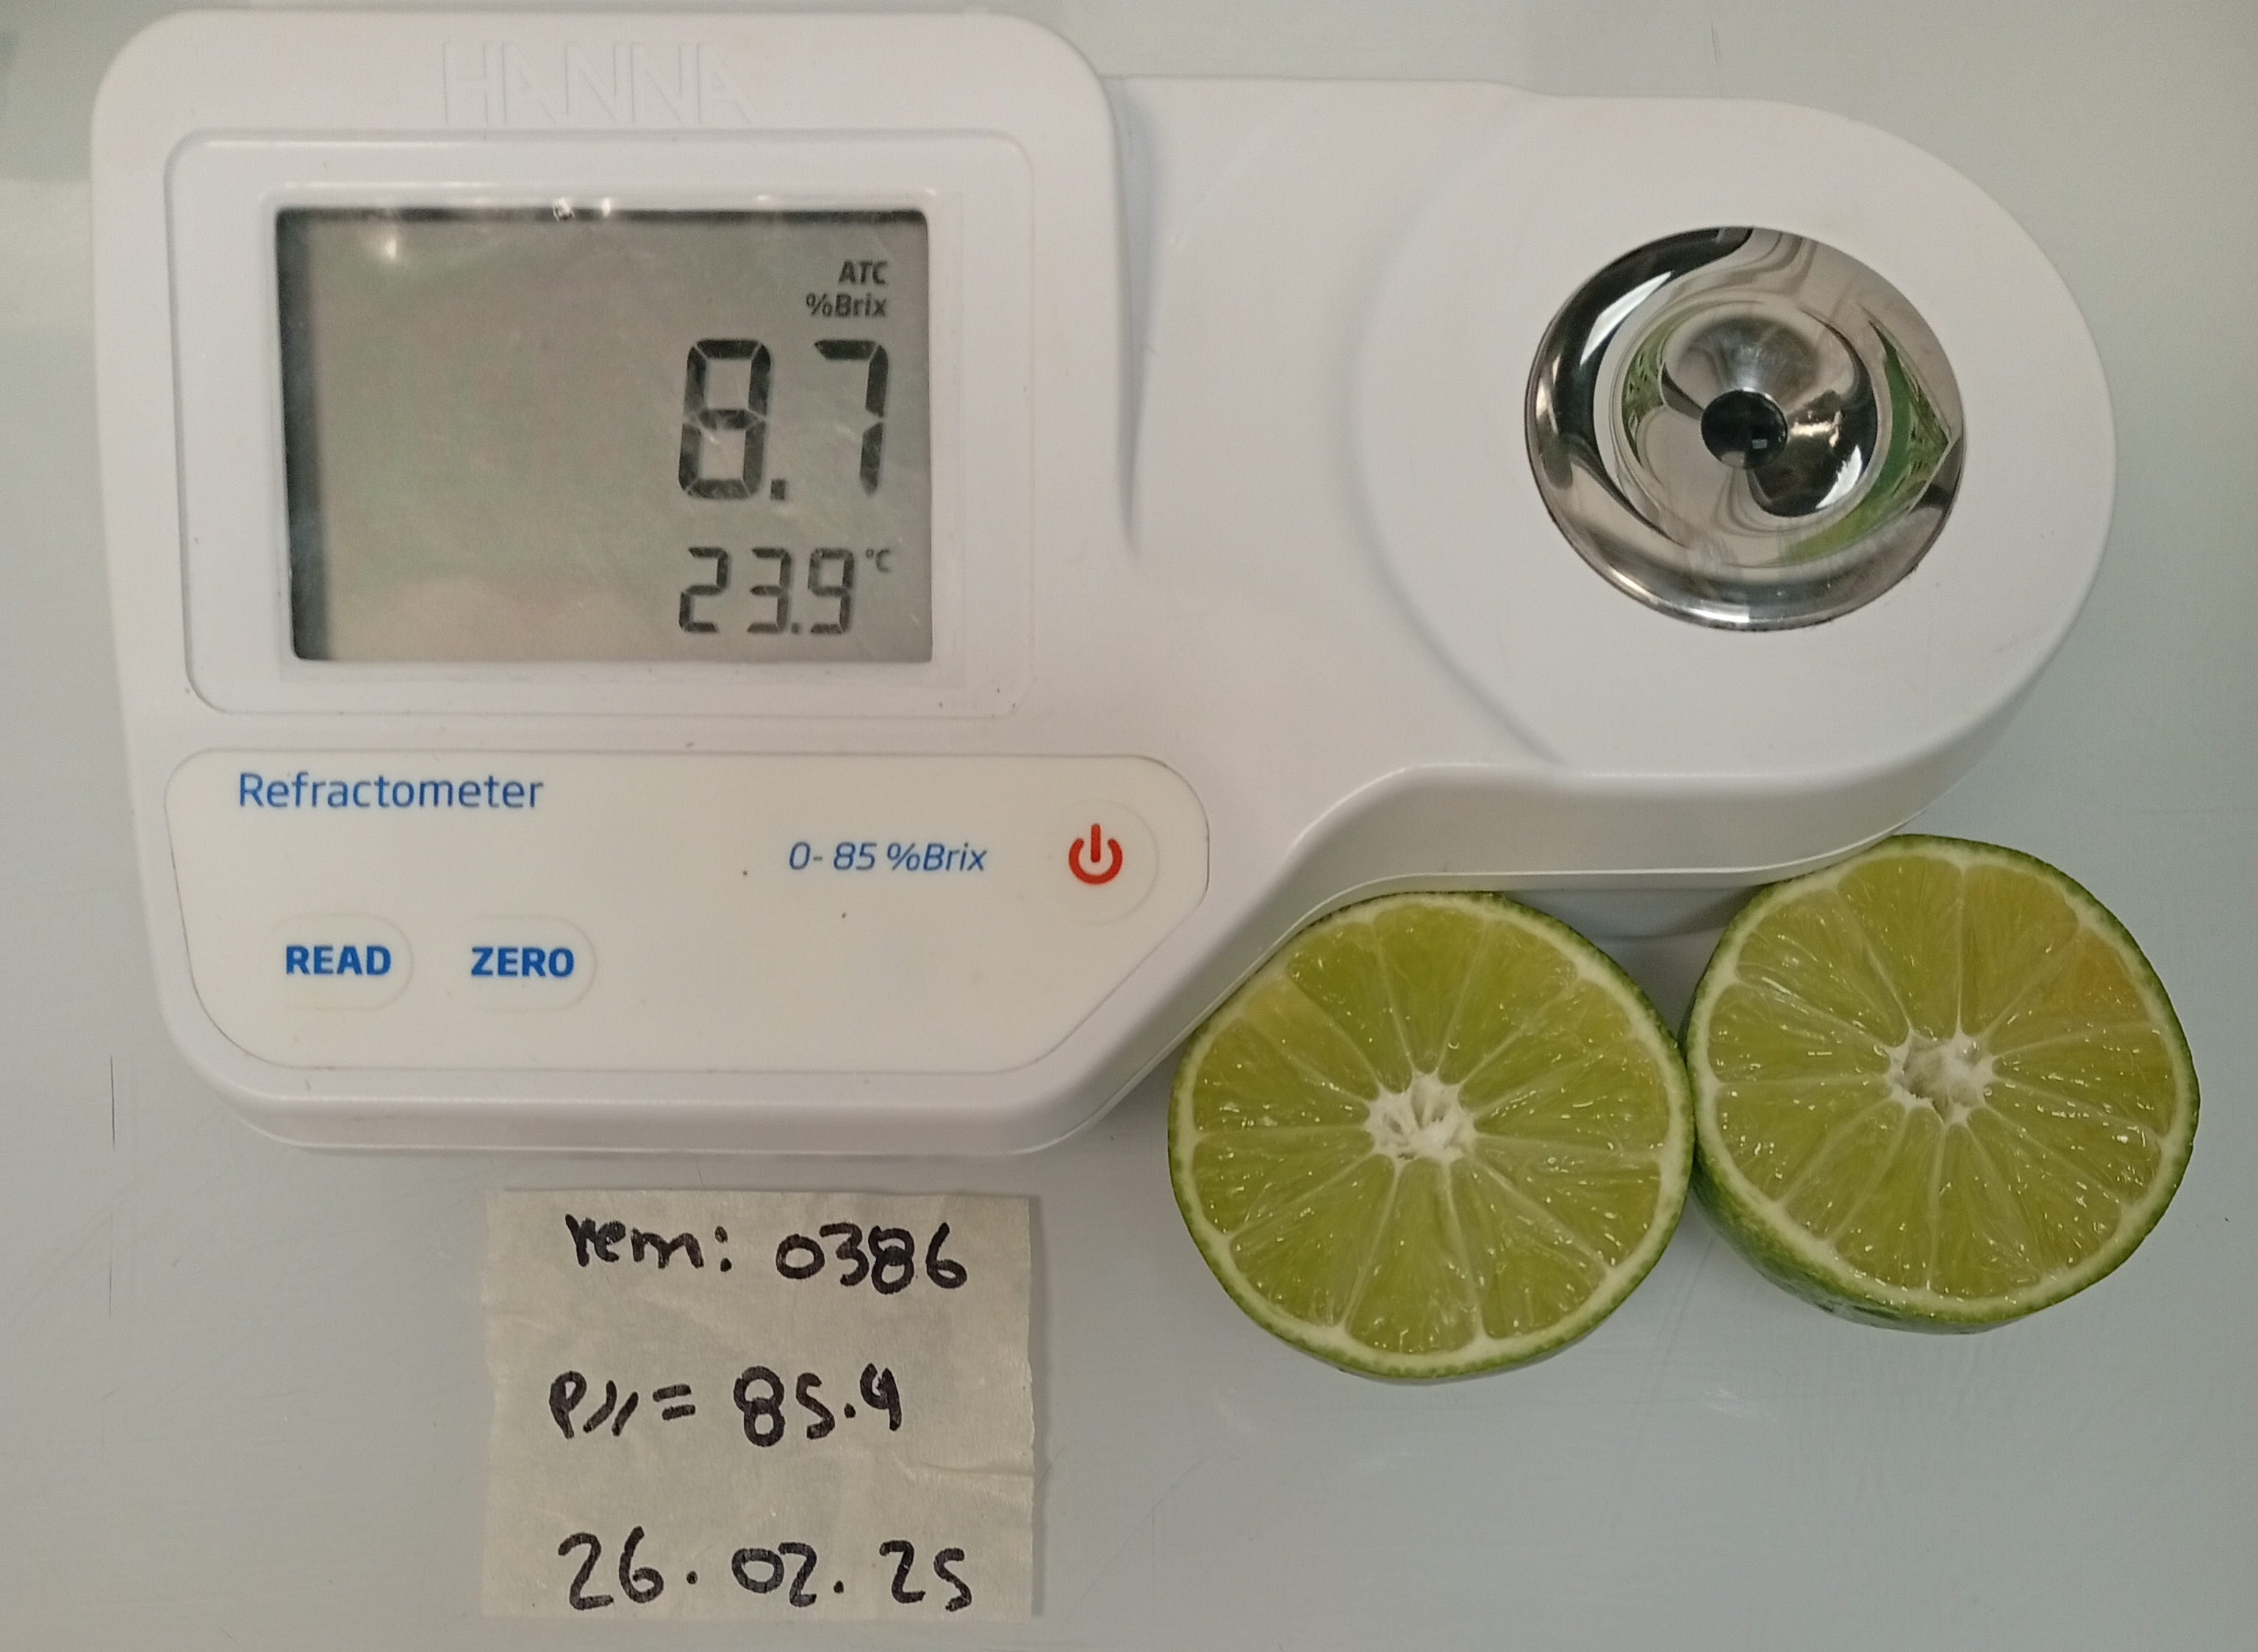 HANNA
ATC
%Brix
8.7
23.9 °C
Refractometer
0-85 %Brix
READ
ZERO
rem: 0386
= 85.4
26.02.25